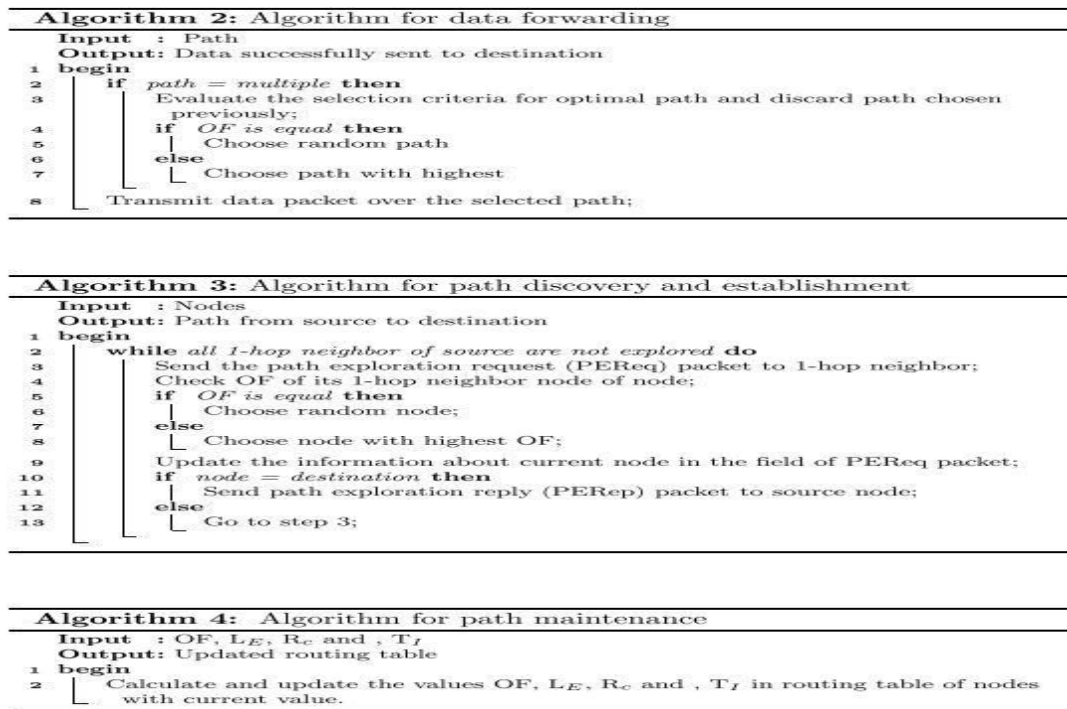 Algorithm 2: Algorithm for data forwarding
Input : Path
Output: Data successfully sent to destination
1 begin
2 if path = multiple then
3 Evaluate the selection criteria for optimal path and discard path chosen
previously;
4 if OF is equal then
5 Choose random path
6 else
7 Choose path with highest
8 Transmit data packet over the selected path;
Algorithm 3: Algorithm for path discovery and establishment
Input : Nodes
Output: Path from source to destination
1 begin
2 while all 1-hop neighbor of source are not explored do
3 Send the path exploration request (PEReq) packet to 1-hop neighbor;
4 Check OF of its 1-hop neighbor node of node;
5 if OF is equal then
6 Choose random node;
7 else
8 Choose node with highest OF;
9 Update the information about current node in the field of PEReq packet;
10 if node = destination then
11 Send path exploration reply (PERep) packet to source node;
12 else
13 Go to step 3;
Algorithm 4: Algorithm for path maintenance
Input : OF, L_E, R_c and , T_I
Output: Updated routing table
1 begin
2 Calculate and update the values OF, L_E, R_c and , T_I in routing table of nodes
with current value.